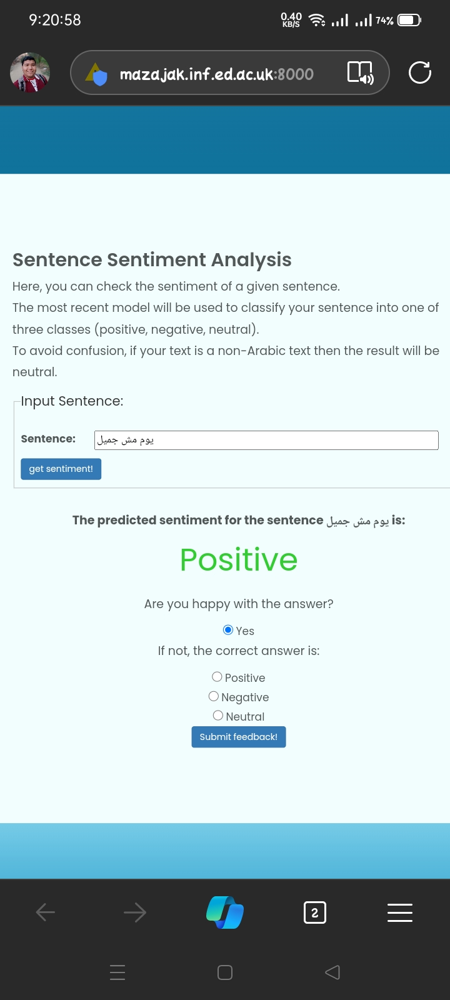 9:20:58
0.40 KB/S
74%
mazajak.inf.ed.ac.uk:8000
Sentence Sentiment Analysis
Here, you can check the sentiment of a given sentence.
The most recent model will be used to classify your sentence into one of
three classes (positive, negative, neutral).
To avoid confusion, if your text is a non-Arabic text then the result will be
neutral.
Input Sentence:
Sentence: يوم مش جميل
get sentiment!
The predicted sentiment for the sentence يوم مش جميل is:
Positive
Are you happy with the answer?
Yes
If not, the correct answer is:
Positive
Negative
Neutral
Submit feedback!
2